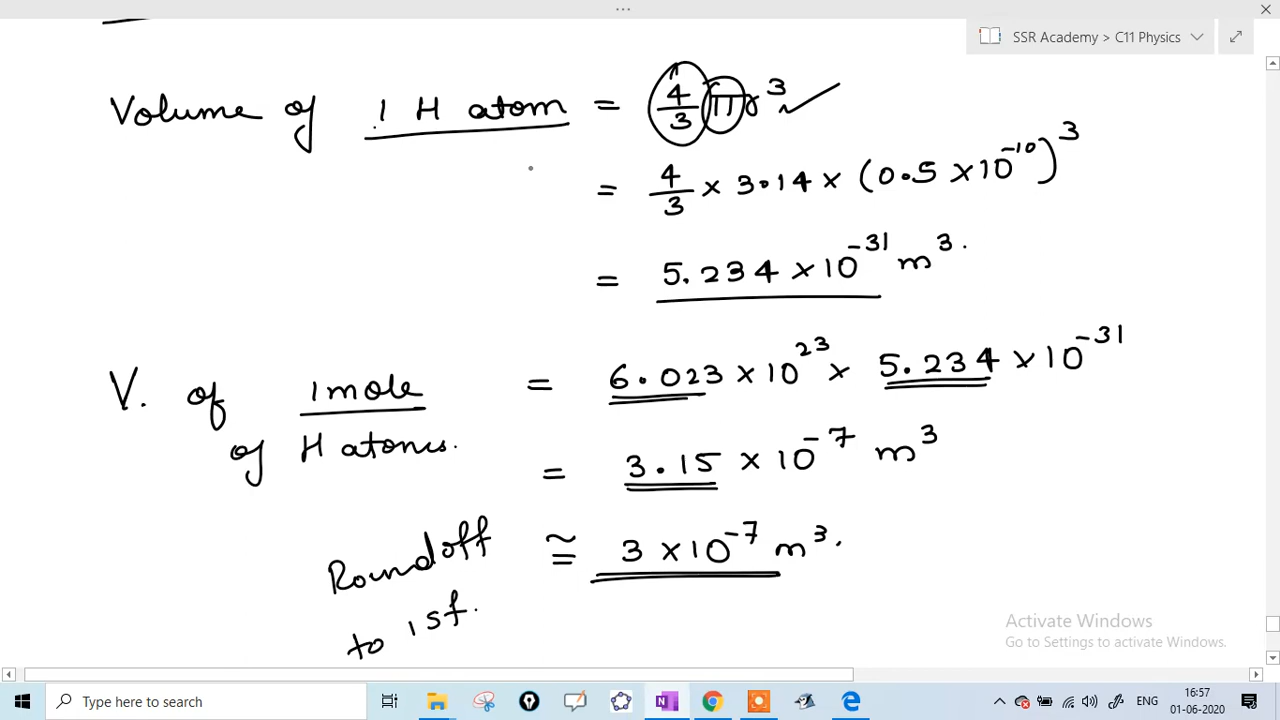 SSR Academy > C11 Physics
Volume of 1 H atom = 4/3 π r³ ✓
= 4/3 × 3.14 × (0.5 × 10⁻¹⁰)³
= 5.234 × 10⁻³¹ m³.
V. of 1 mole of H atoms. = 6.023 × 10²³ × 5.234 × 10⁻³¹
= 3.15 × 10⁻⁷ m³
Roundoff to 1sf. ≅ 3 × 10⁻⁷ m³.
Activate Windows
Go to Settings to activate Windows.
Type here to search
ENG
16:57
01-06-2020